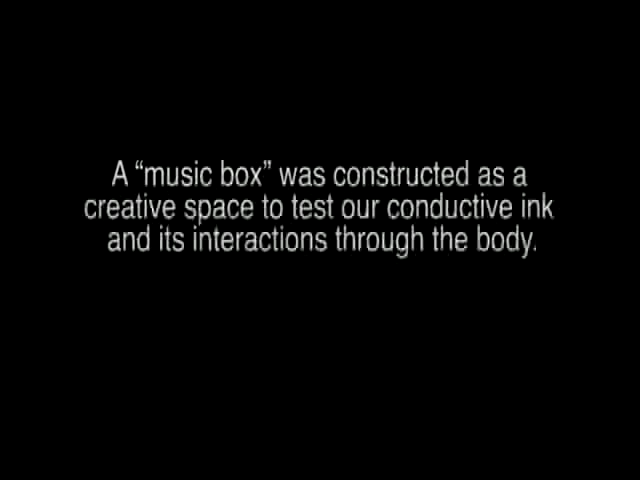 A “music box” was constructed as a
creative space to test our conductive ink
and its interactions through the body.